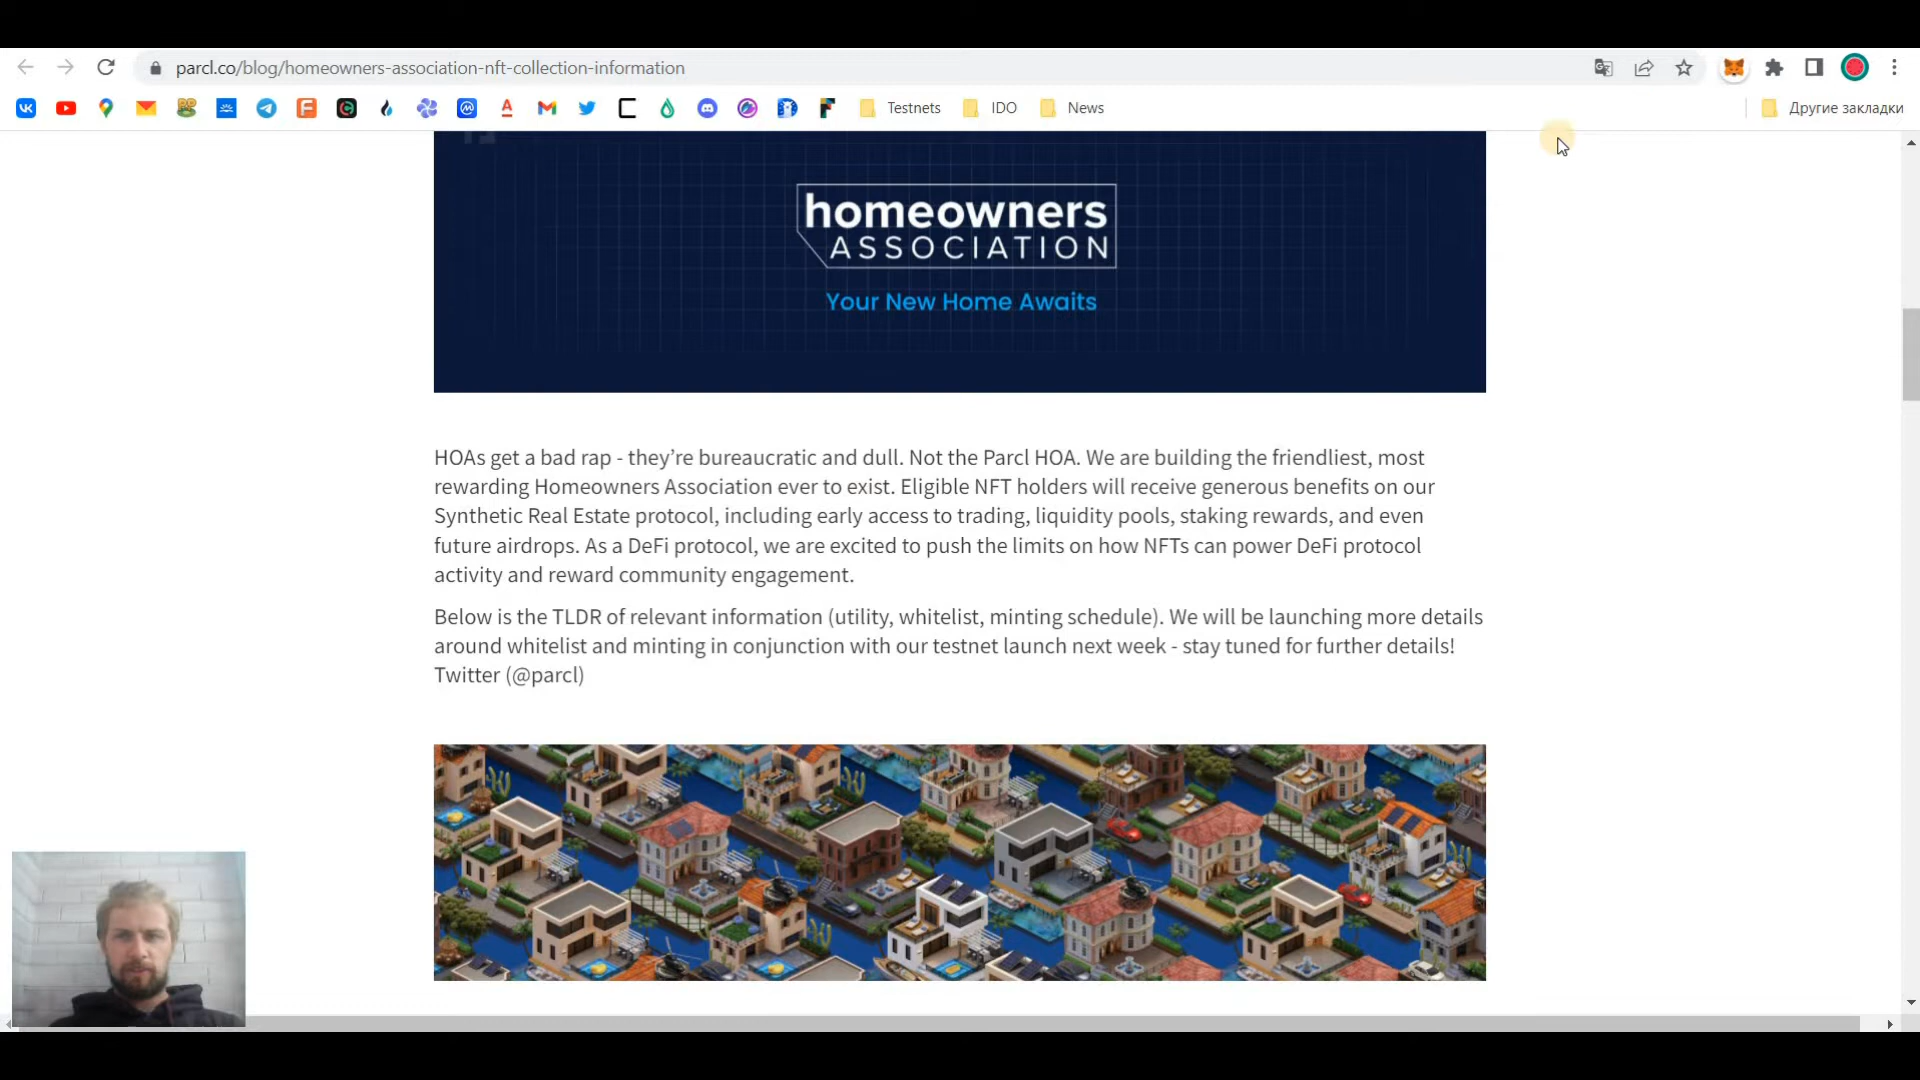 parcl.co/blog/homeowners-association-nft-collection-information
Testnets
IDO
News
Другие закладки
homeowners
ASSOCIATION
Your New Home Awaits
HOAs get a bad rap - they’re bureaucratic and dull. Not the Parcl HOA. We are building the friendliest, most
rewarding Homeowners Association ever to exist. Eligible NFT holders will receive generous benefits on our
Synthetic Real Estate protocol, including early access to trading, liquidity pools, staking rewards, and even
future airdrops. As a DeFi protocol, we are excited to push the limits on how NFTs can power DeFi protocol
activity and reward community engagement.
Below is the TLDR of relevant information (utility, whitelist, minting schedule). We will be launching more details
around whitelist and minting in conjunction with our testnet launch next week - stay tuned for further details!
Twitter (@parcl)